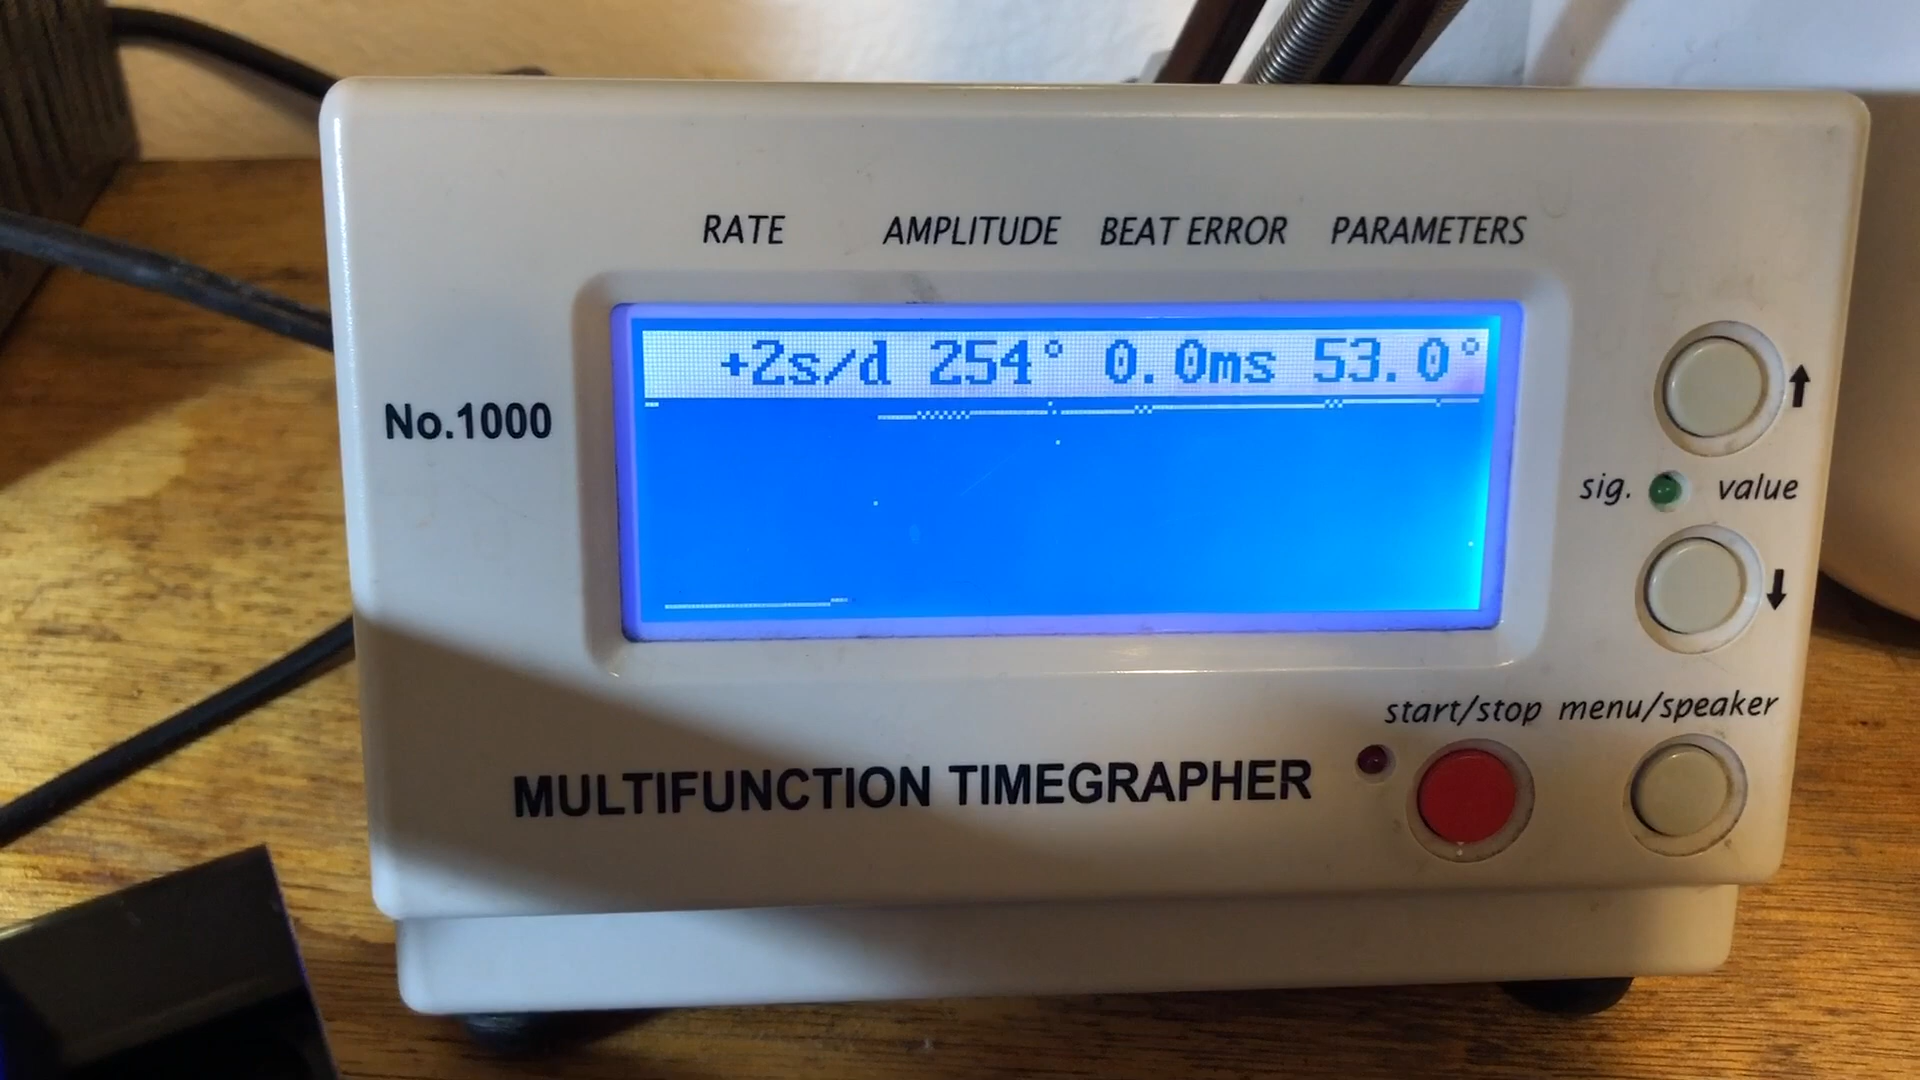 RATE AMPLITUDE BEAT ERROR PARAMETERS
+2s/d 254° 0.0ms 53.0°
No.1000
sig. value
start/stop menu/speaker
MULTIFUNCTION TIMEGRAPHER